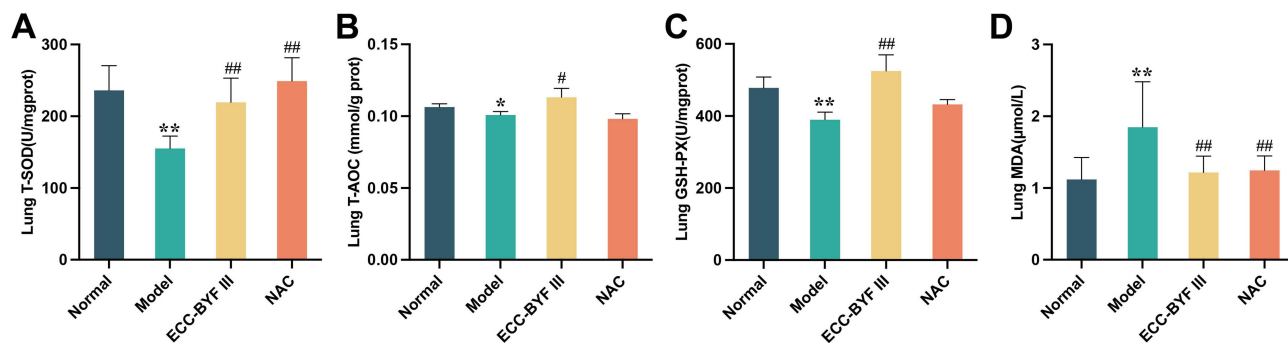 A
Lung T-SOD(U/mgprot)
300
200
100
0
**
##
##
Normal
Model
ECC-BYF III
NAC
B
Lung T-AOC (mmol/g prot)
0.15
0.10
0.05
0.00
*
#
Normal
Model
ECC-BYF III
NAC
C
Lung GSH-PX(U/mgprot)
600
400
200
0
**
##
Normal
Model
ECC-BYF III
NAC
D
Lung MDA(μmol/L)
3
2
1
0
**
##
##
Normal
Model
ECC-BYF III
NAC